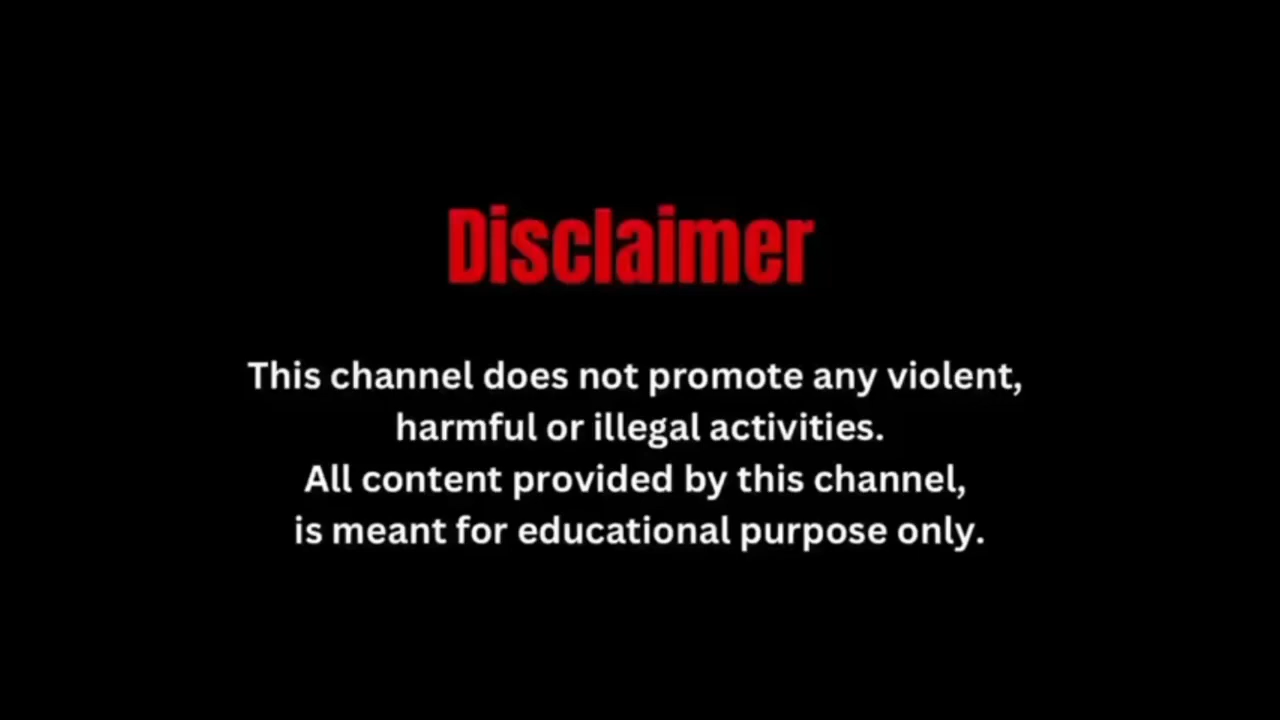 Disclaimer
This channel does not promote any violent,
harmful or illegal activities.
All content provided by this channel,
is meant for educational purpose only.